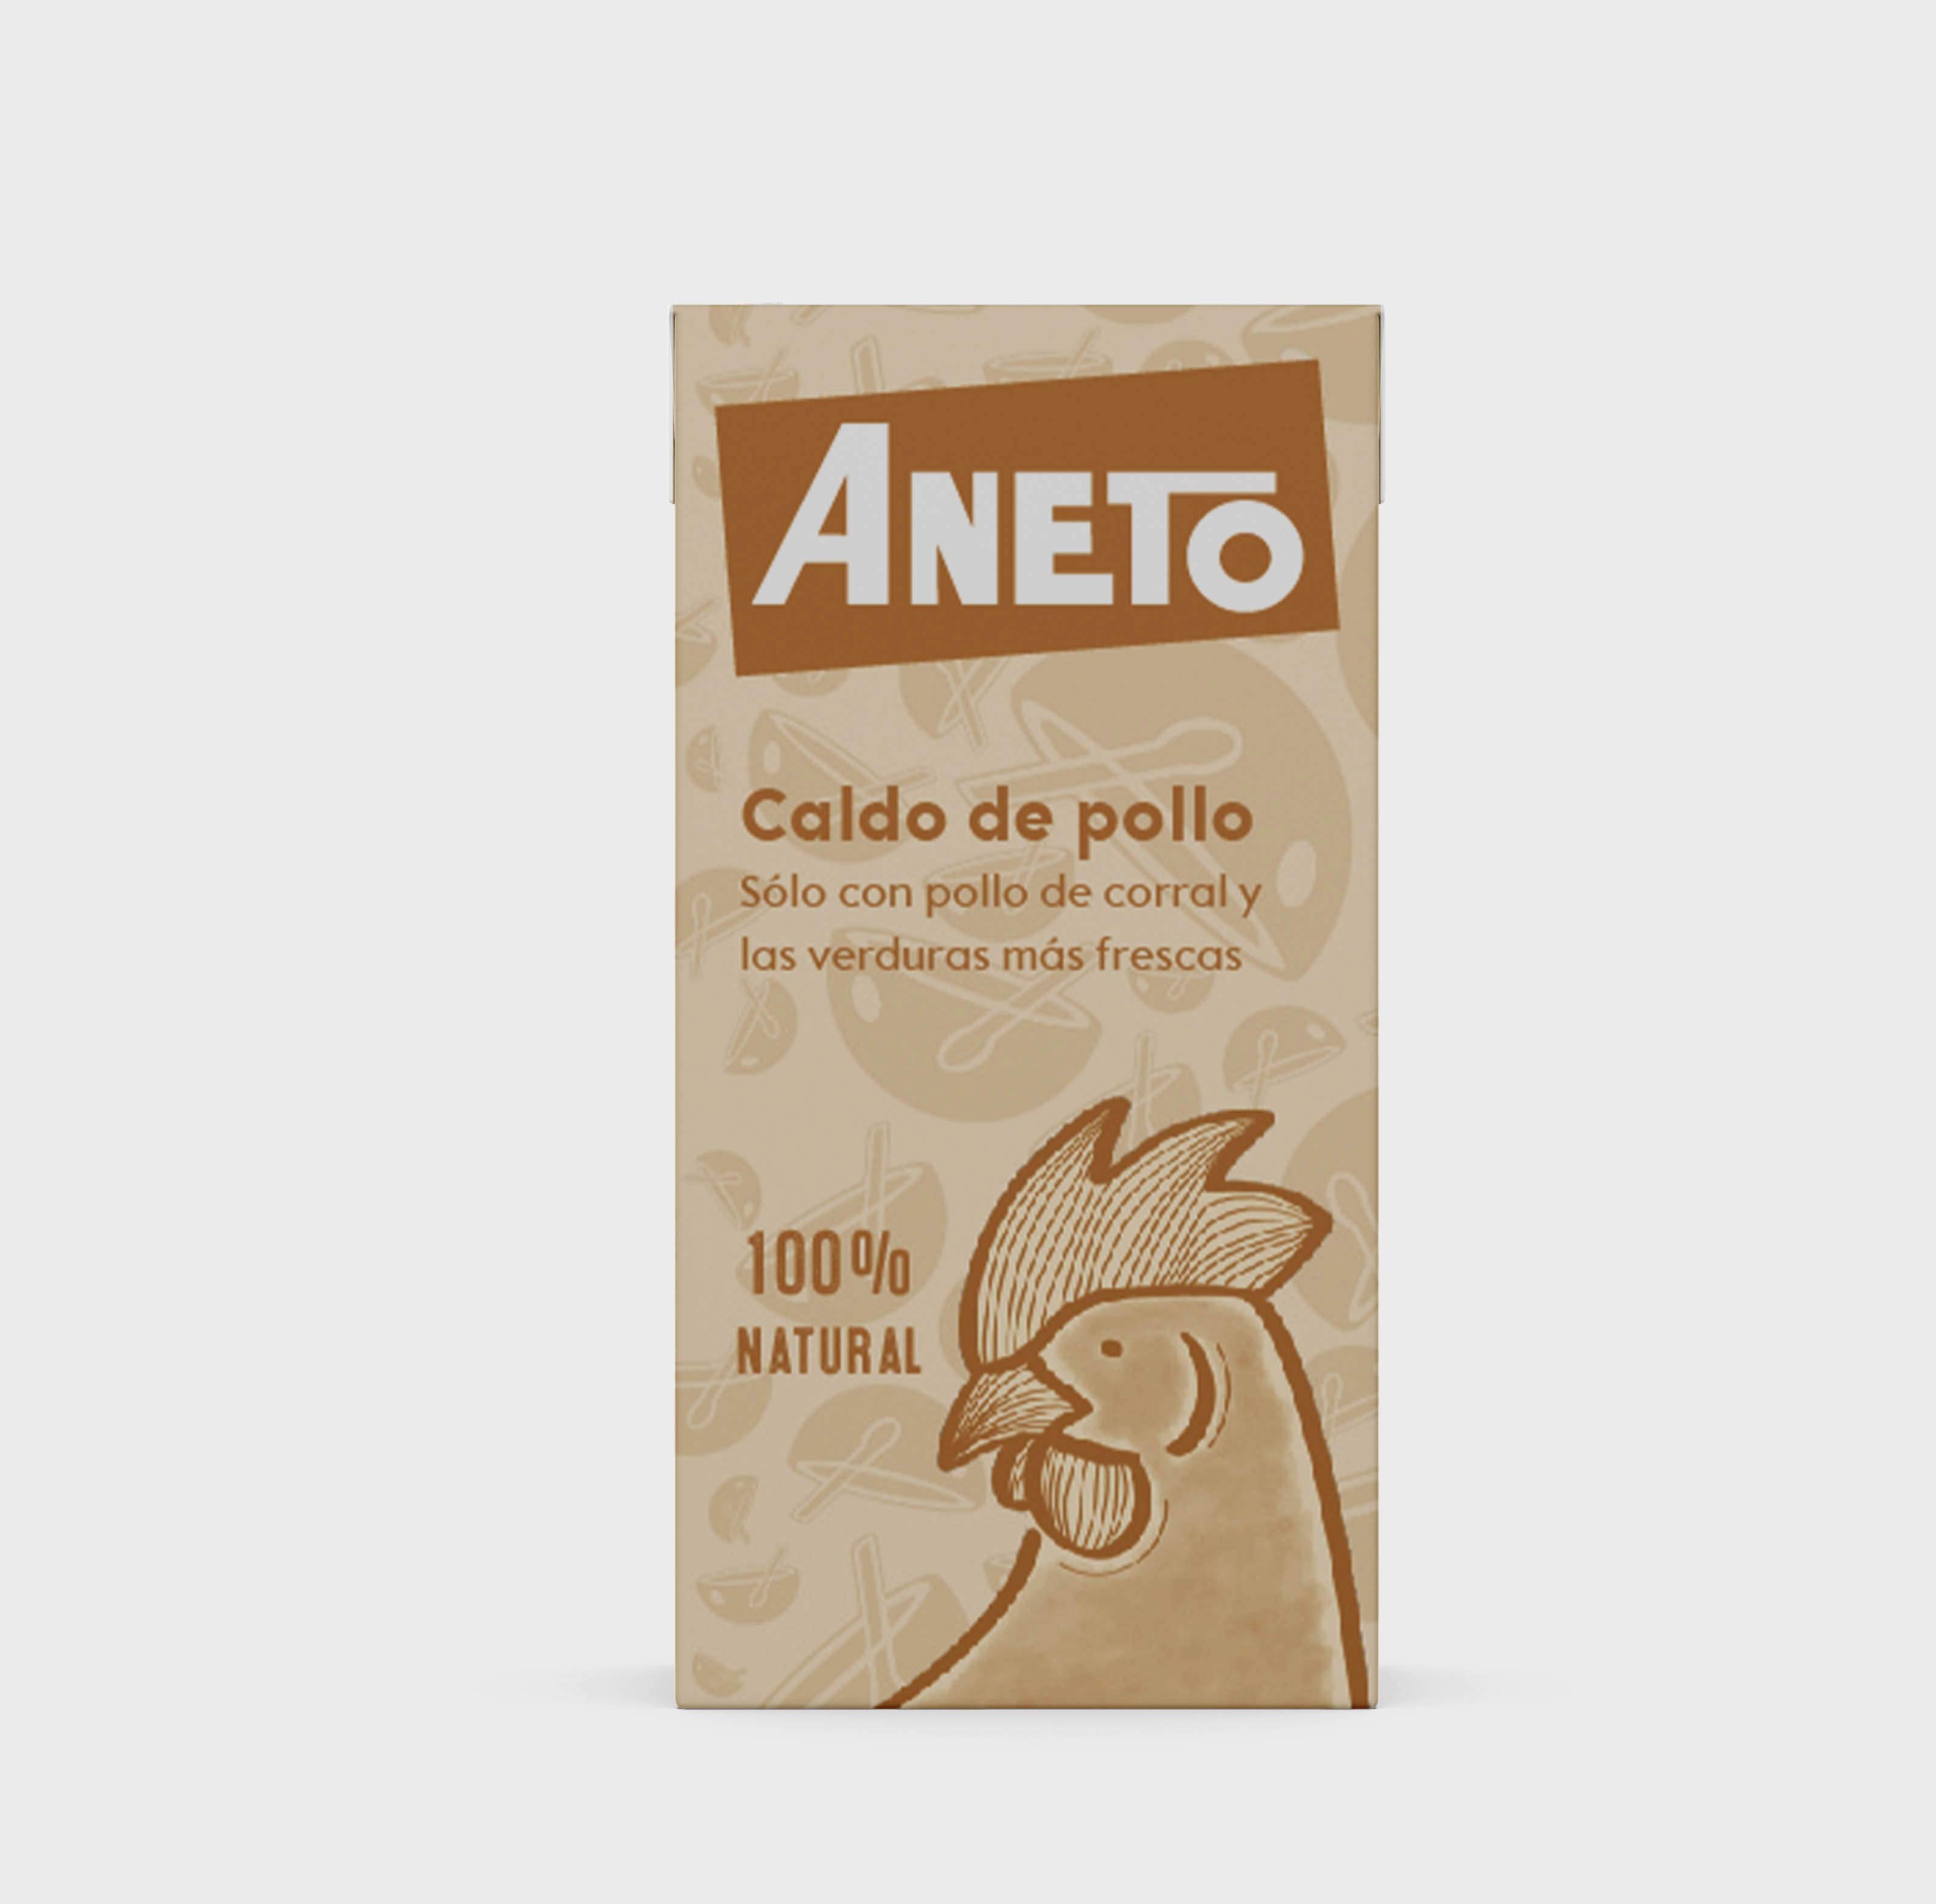 ANETO
Caldo de pollo
Sólo con pollo de corral y
las verduras más frescas
100%
NATURAL